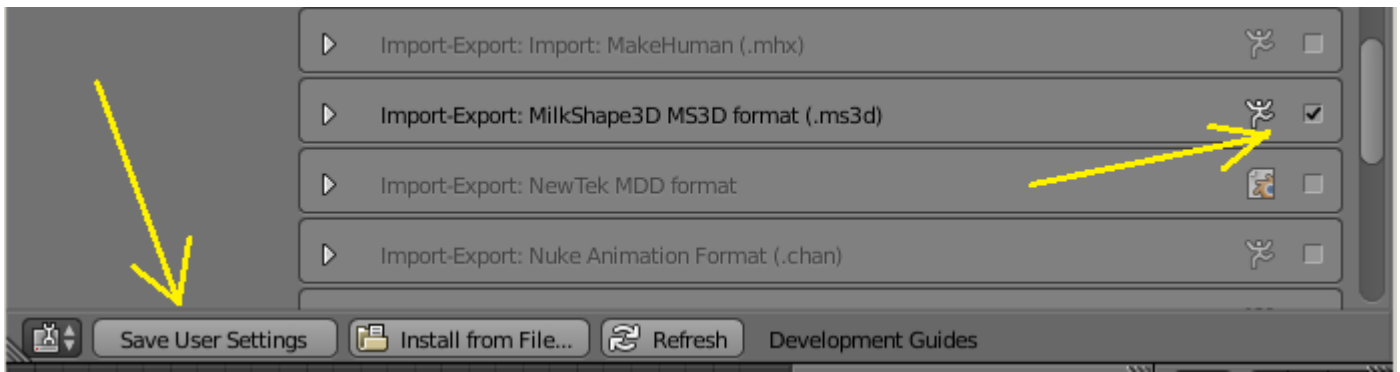 Import-Export: Import: MakeHuman (.mhx)
Import-Export: MilkShape3D MS3D format (.ms3d)
Import-Export: NewTek MDD format
Import-Export: Nuke Animation Format (.chan)
Save User Settings Install from File... Refresh Development Guides